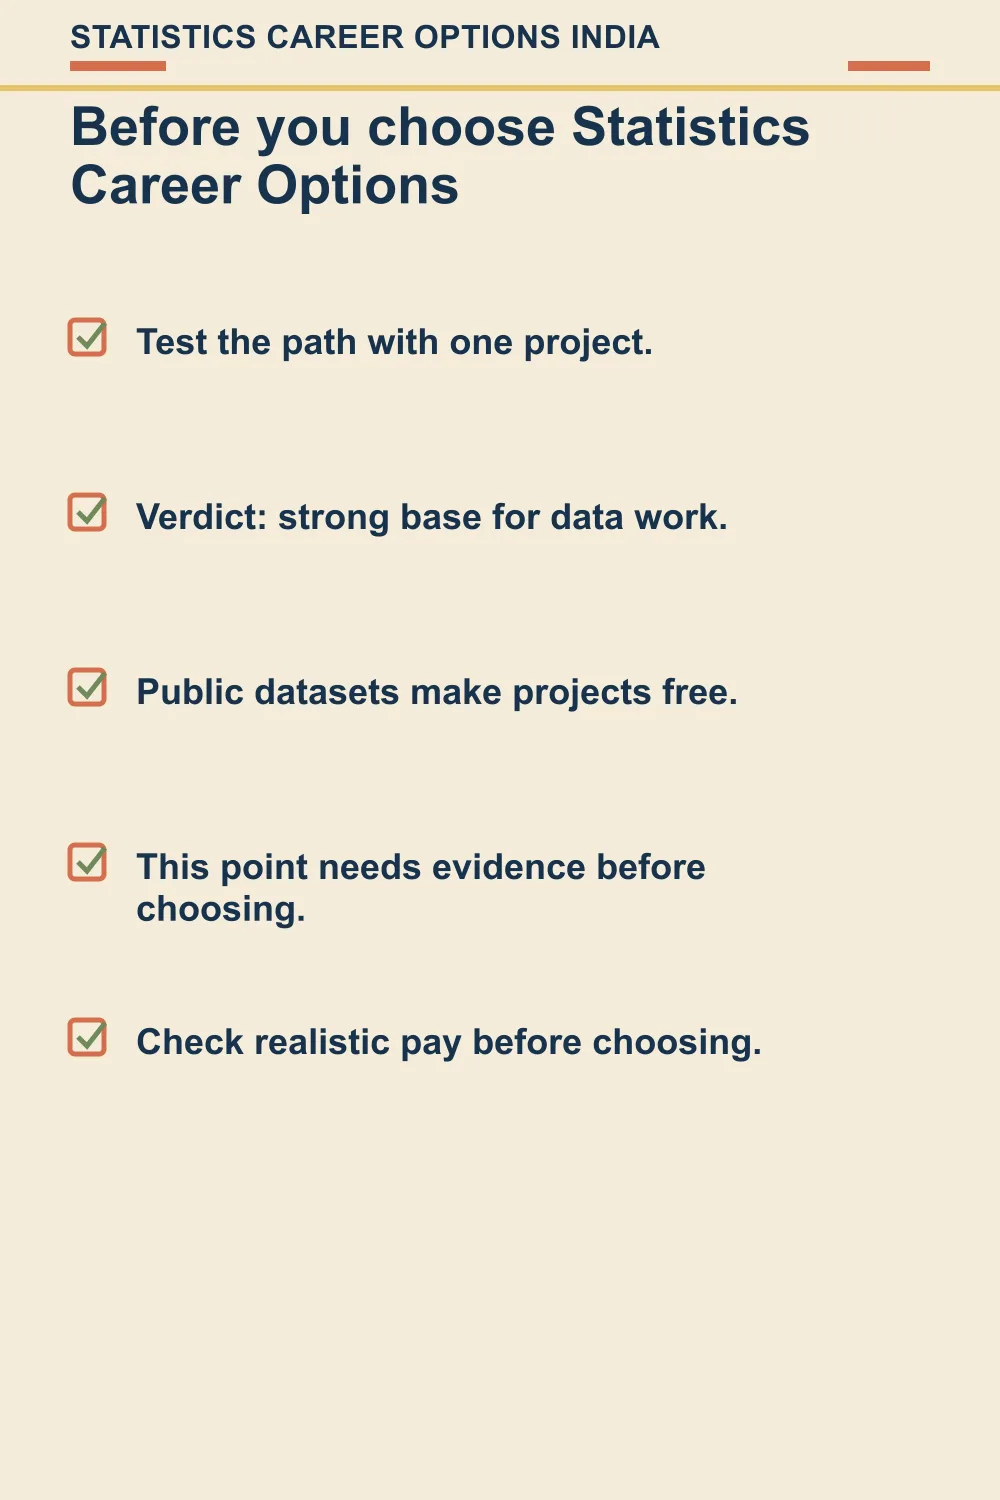 STATISTICS CAREER OPTIONS INDIA
Before you choose Statistics
Career Options
Test the path with one project.
Verdict: strong base for data work.
Public datasets make projects free.
This point needs evidence before
choosing.
Check realistic pay before choosing.